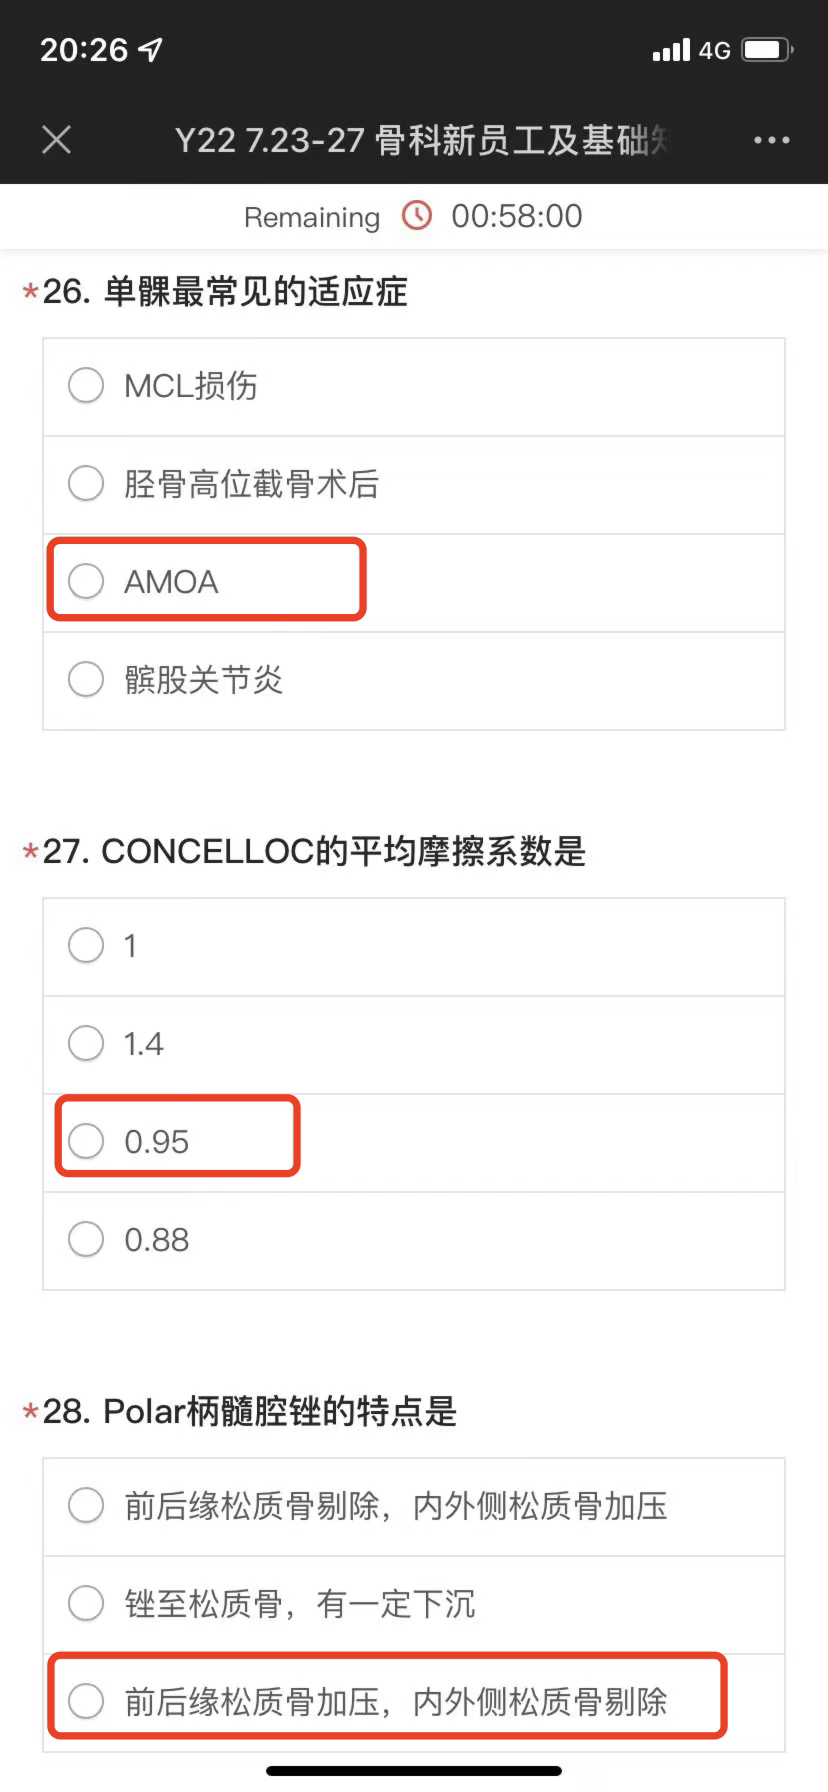 20:26
4G
Y22 7.23-27 骨科新员工及基础知
Remaining 00:58:00
*26. 单髁最常见的适应症
MCL损伤
胫骨高位截骨术后
AMOA
髌股关节炎
*27. CONCELLOC的平均摩擦系数是
1
1.4
0.95
0.88
*28. Polar柄髓腔锉的特点是
前后缘松质骨剔除，内外侧松质骨加压
锉至松质骨，有一定下沉
前后缘松质骨加压，内外侧松质骨剔除